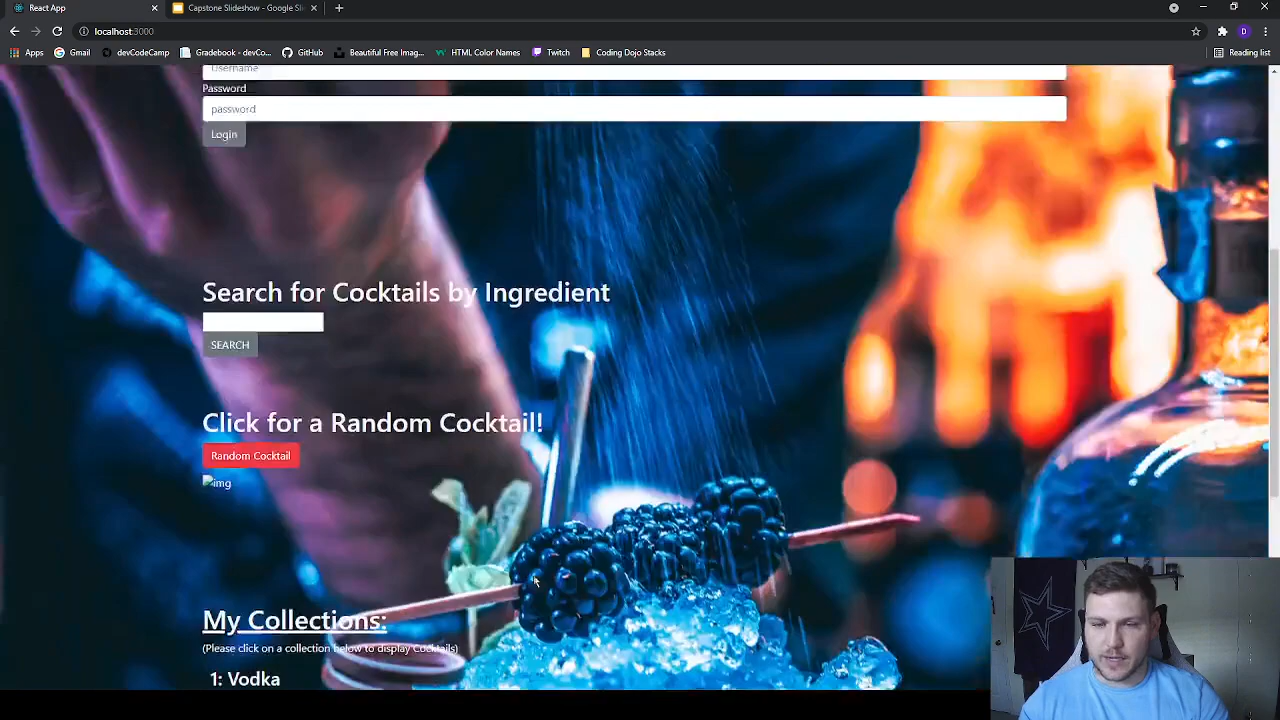 React App
Capstone Slideshow - Google Sli
localhost:3000
D
Apps
Gmail
devCodeCamp
Gradebook - devCo...
GitHub
Beautiful Free Imag...
HTML Color Names
Twitch
Coding Dojo Stacks
Reading list
Username
Password
password
Login
Search for Cocktails by Ingredient
SEARCH
Click for a Random Cocktail!
Random Cocktail
img
My Collections:
(Please click on a collection below to display Cocktails)
1: Vodka